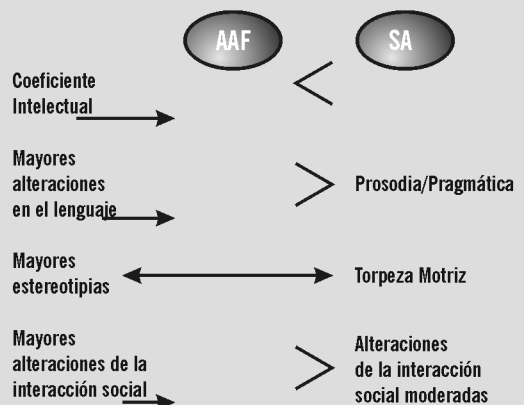 AAF
SA
Coeficiente
Intelectual
<
Mayores
alteraciones
en el lenguaje
>
Prosodia/Pragmática
Mayores
estereotipias
Torpeza Motriz
Mayores
alteraciones de la
interacción social
>
Alteraciones
de la interacción
social moderadas